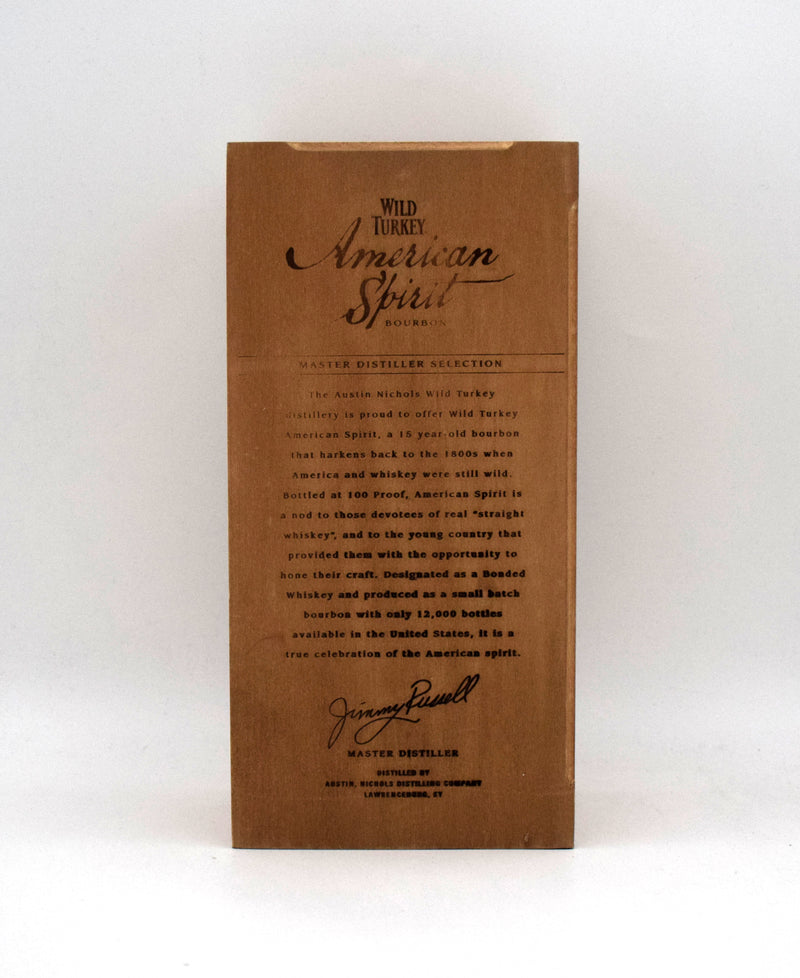 WILD
TURKEY
American
Spirit
BOURBON
MASTER DISTILLER SELECTION
The Austin Nichols Wild Turkey
distillery is proud to offer Wild Turkey
American Spirit, a 15 year-old bourbon
that harkens back to the 1800s when
America and whiskey were still wild.
Bottled at 100 Proof, American Spirit is
a nod to those devotees of real "straight
whiskey", and to the young country that
provided them with the opportunity to
hone their craft. Designated as a Bonded
Whiskey and produced as a small batch
bourbon with only 12,000 bottles
available in the United States, it is a
true celebration of the American spirit.
Jimmy Russell
MASTER DISTILLER
DISTILLED BY
AUSTIN, NICHOLS DISTILLING COMPANY
LAWRENCEBURG, KY